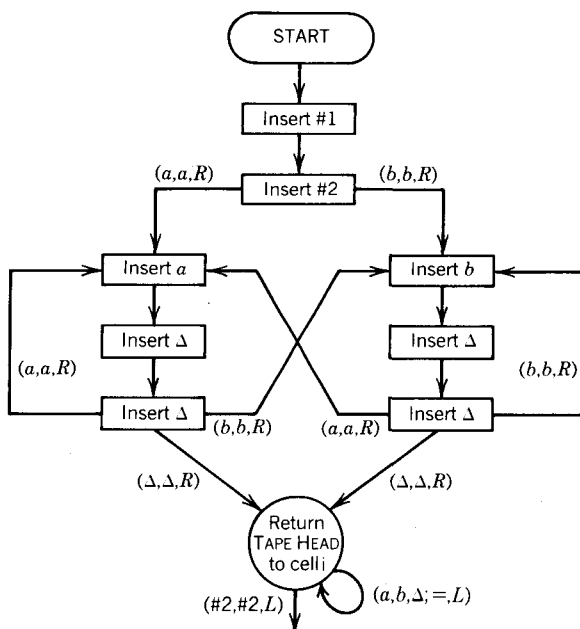 START
Insert #1
(a,a,R)
Insert #2
(b,b,R)
Insert a
Insert b
Insert Δ
Insert Δ
(a,a,R)
(b,b,R)
Insert Δ
(b,b,R)
(a,a,R)
Insert Δ
(Δ,Δ,R)
(Δ,Δ,R)
Return
TAPE HEAD
to cell i
(#2,#2,L)
(a,b,Δ;=,L)